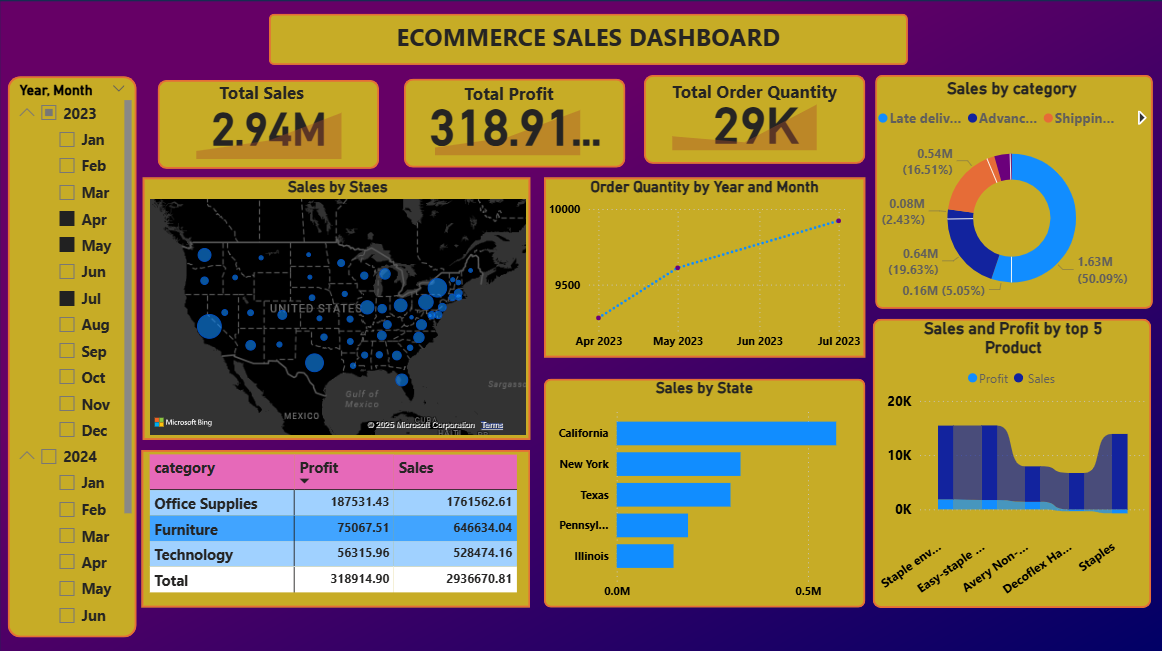 ECOMMERCE SALES DASHBOARD
Year, Month
2023
Jan
Feb
Mar
Apr
May
Jun
Jul
Aug
Sep
Oct
Nov
Dec
2024
Jan
Feb
Mar
Apr
May
Jun
Total Sales
2.94M
Total Profit
318.91...
Total Order Quantity
29K
Sales by category
Late deliv... Advanc... Shippin...
0.54M
(16.51%)
0.08M
(2.43%)
0.64M
(19.63%)
0.16M (5.05%)
1.63M
(50.09%)
Sales by Staes
UNITED STATES
MEXICO
Gulf of
Mexico
CUBA
Sargasso
Microsoft Bing
© 2025 Microsoft Corporation Terms
Order Quantity by Year and Month
10000
9500
Apr 2023 May 2023 Jun 2023 Jul 2023
Sales by State
California
New York
Texas
Pennsyl...
Illinois
0.0M 0.5M
Sales and Profit by top 5
Product
Profit Sales
20K
10K
0K
Staple env...
Easy-staple ...
Avery Non-...
Decoflex Ha...
Staples
category Profit Sales
Office Supplies 187531.43 1761562.61
Furniture 75067.51 646634.04
Technology 56315.96 528474.16
Total 318914.90 2936670.81